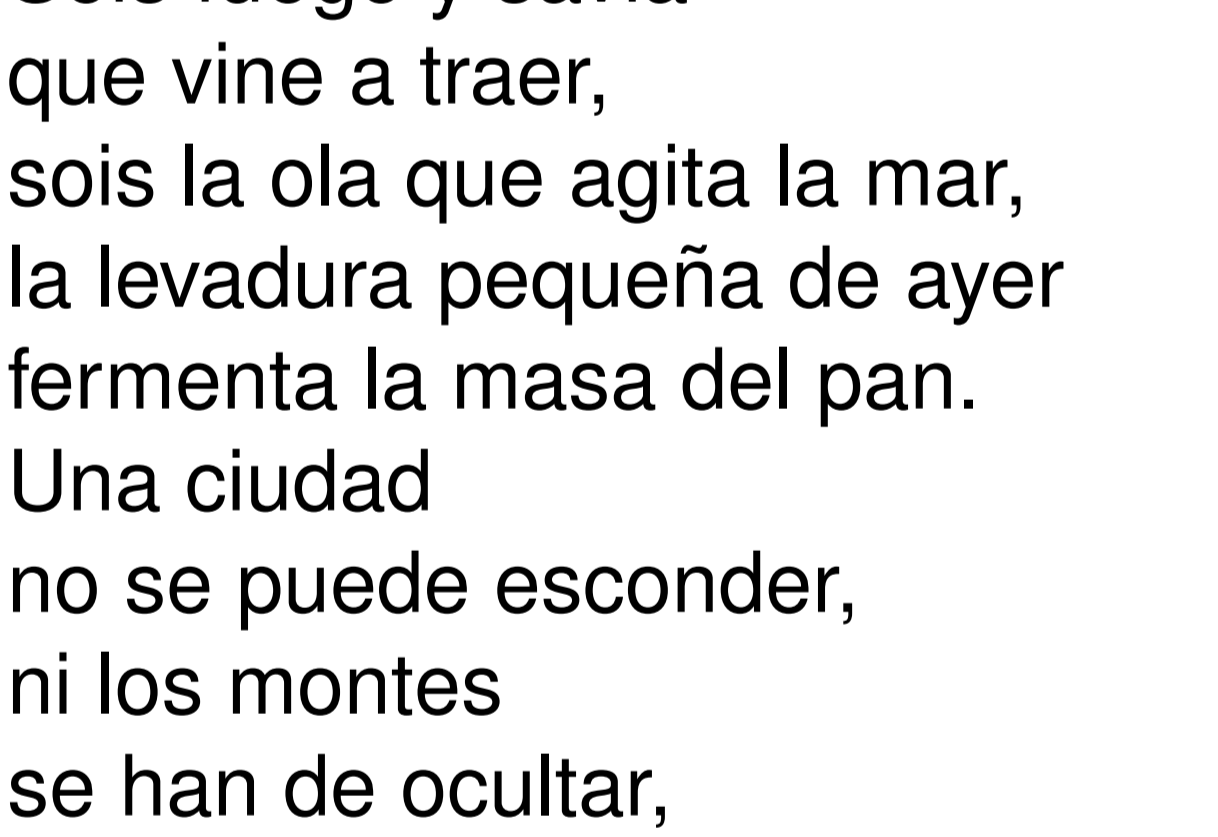 que vine a traer,
sois la ola que agita la mar,
la levadura pequeña de ayer
fermenta la masa del pan.
Una ciudad
no se puede esconder,
ni los montes
se han de ocultar,